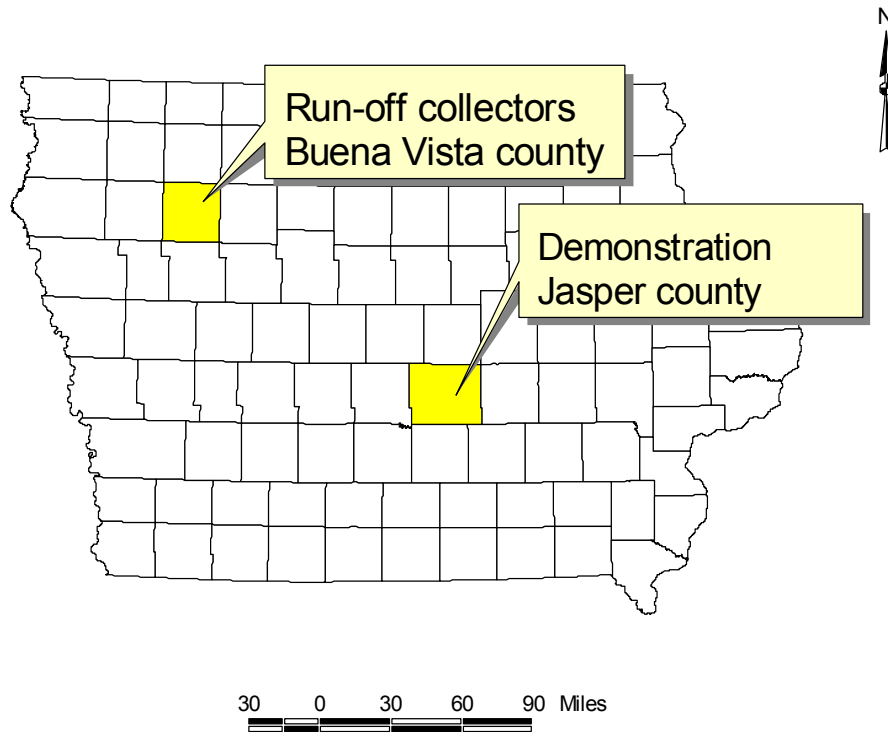 N
Run-off collectors
Buena Vista county
Demonstration
Jasper county
30 0 30 60 90 Miles